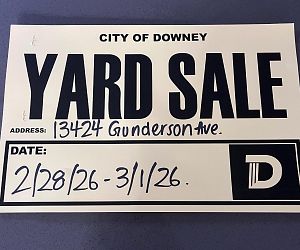 CITY OF DOWNEY
YARD SALE
ADDRESS: 13424 Gunderson Ave.
DATE:
2/28/26 - 3/1/26.
D